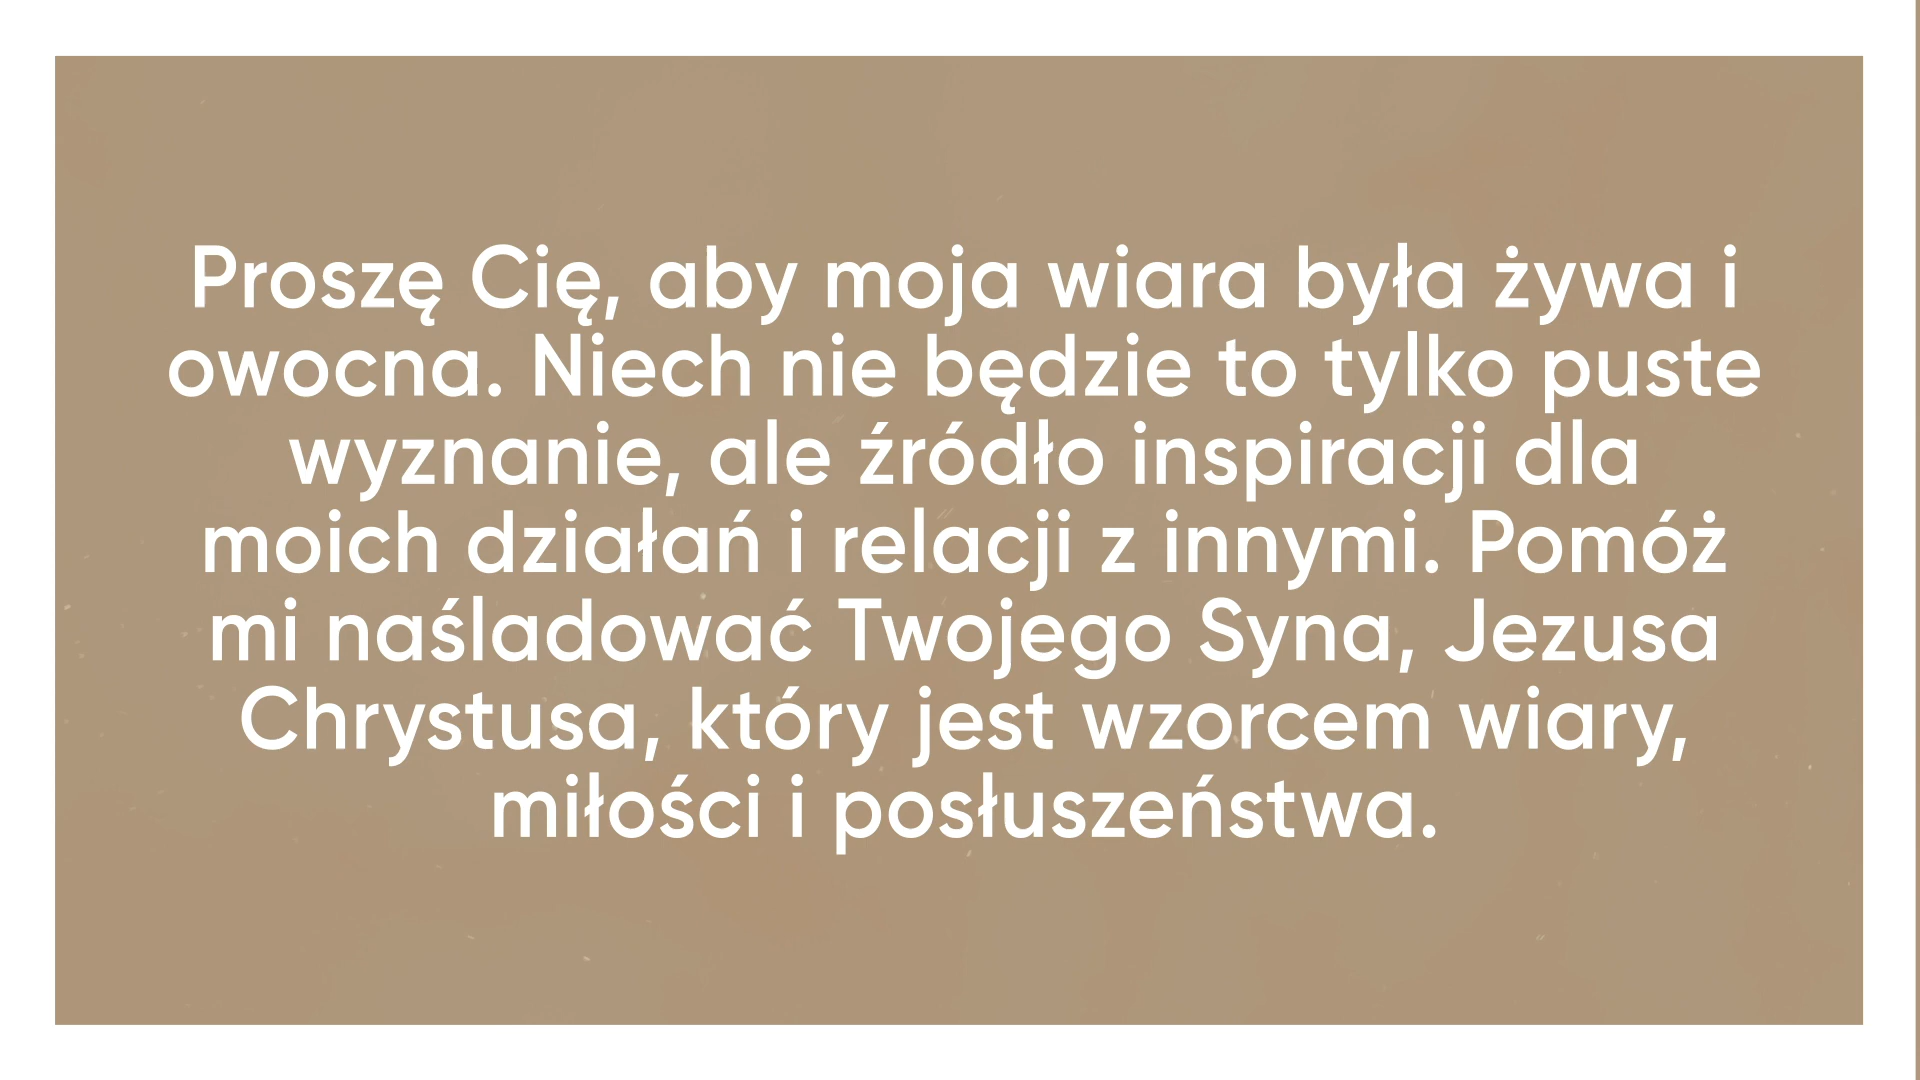 Proszę Cię, aby moja wiara była żywa i
owocna. Niech nie będzie to tylko puste
wyznanie, ale źródło inspiracji dla
moich działań i relacji z innymi. Pomóż
mi naśladować Twojego Syna, Jezusa
Chrystusa, który jest wzorcem wiary,
miłości i posłuszeństwa.